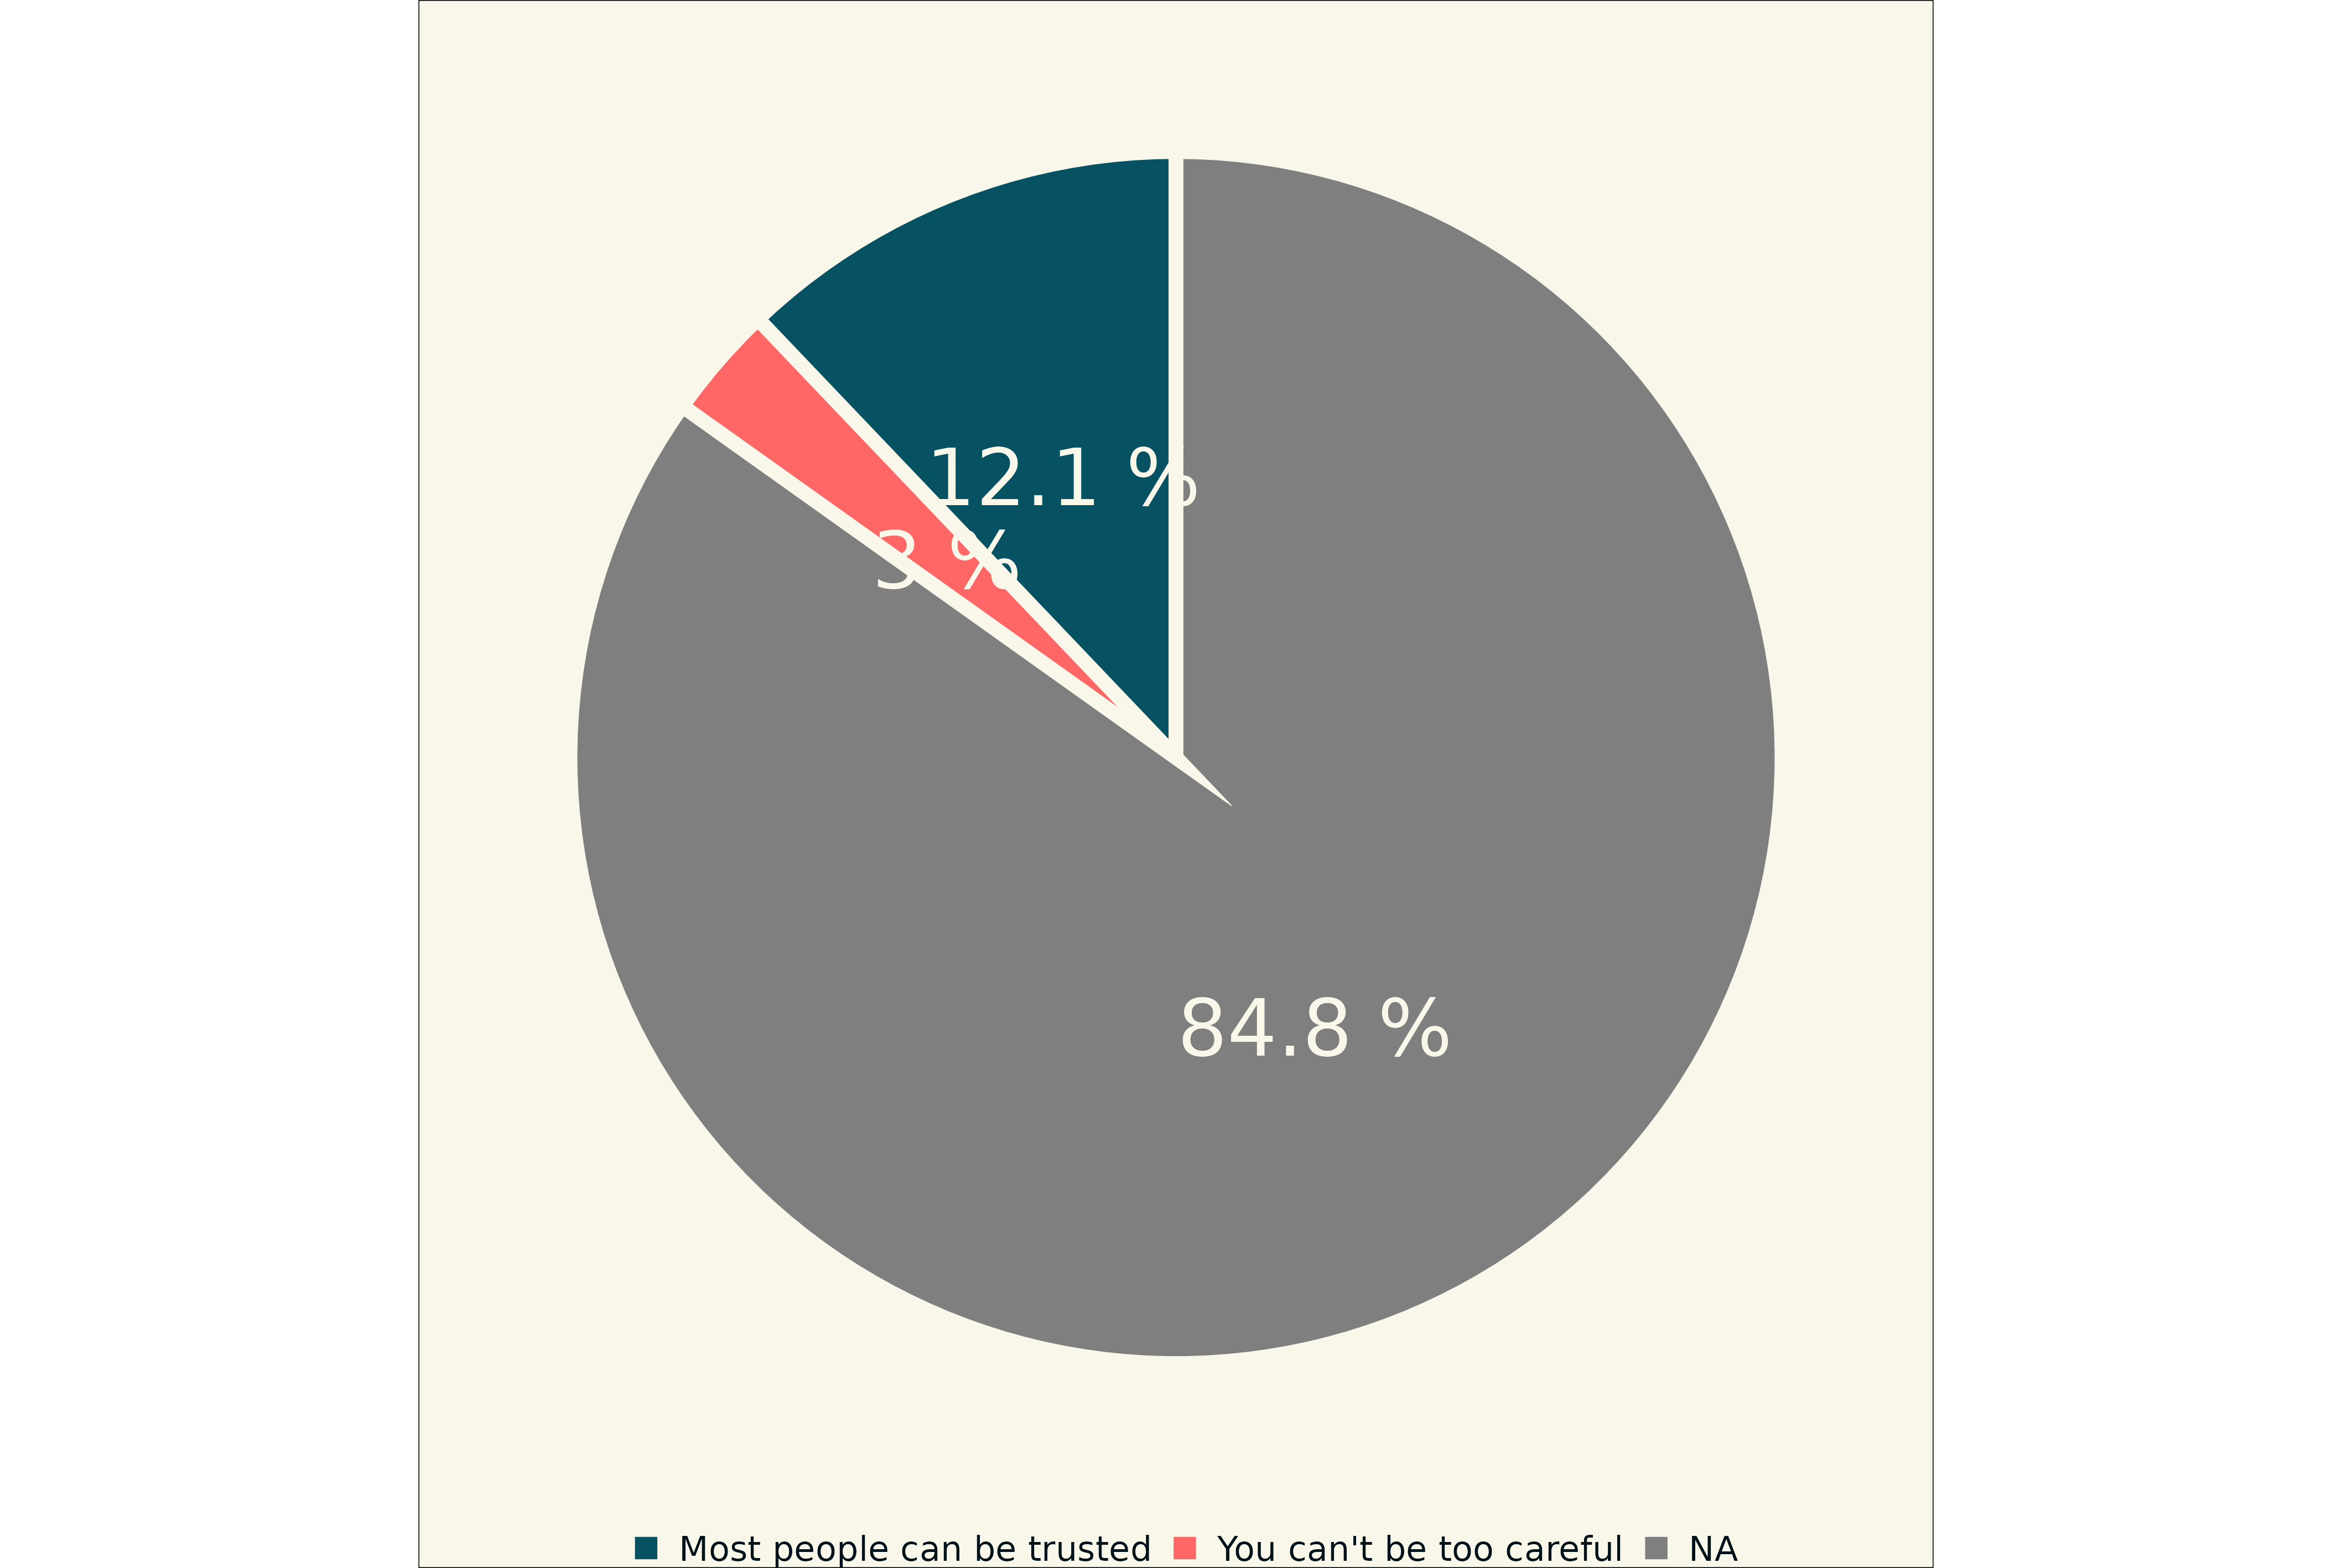 12.1 %
3 %
84.8 %
Most people can be trusted You can't be too careful NA